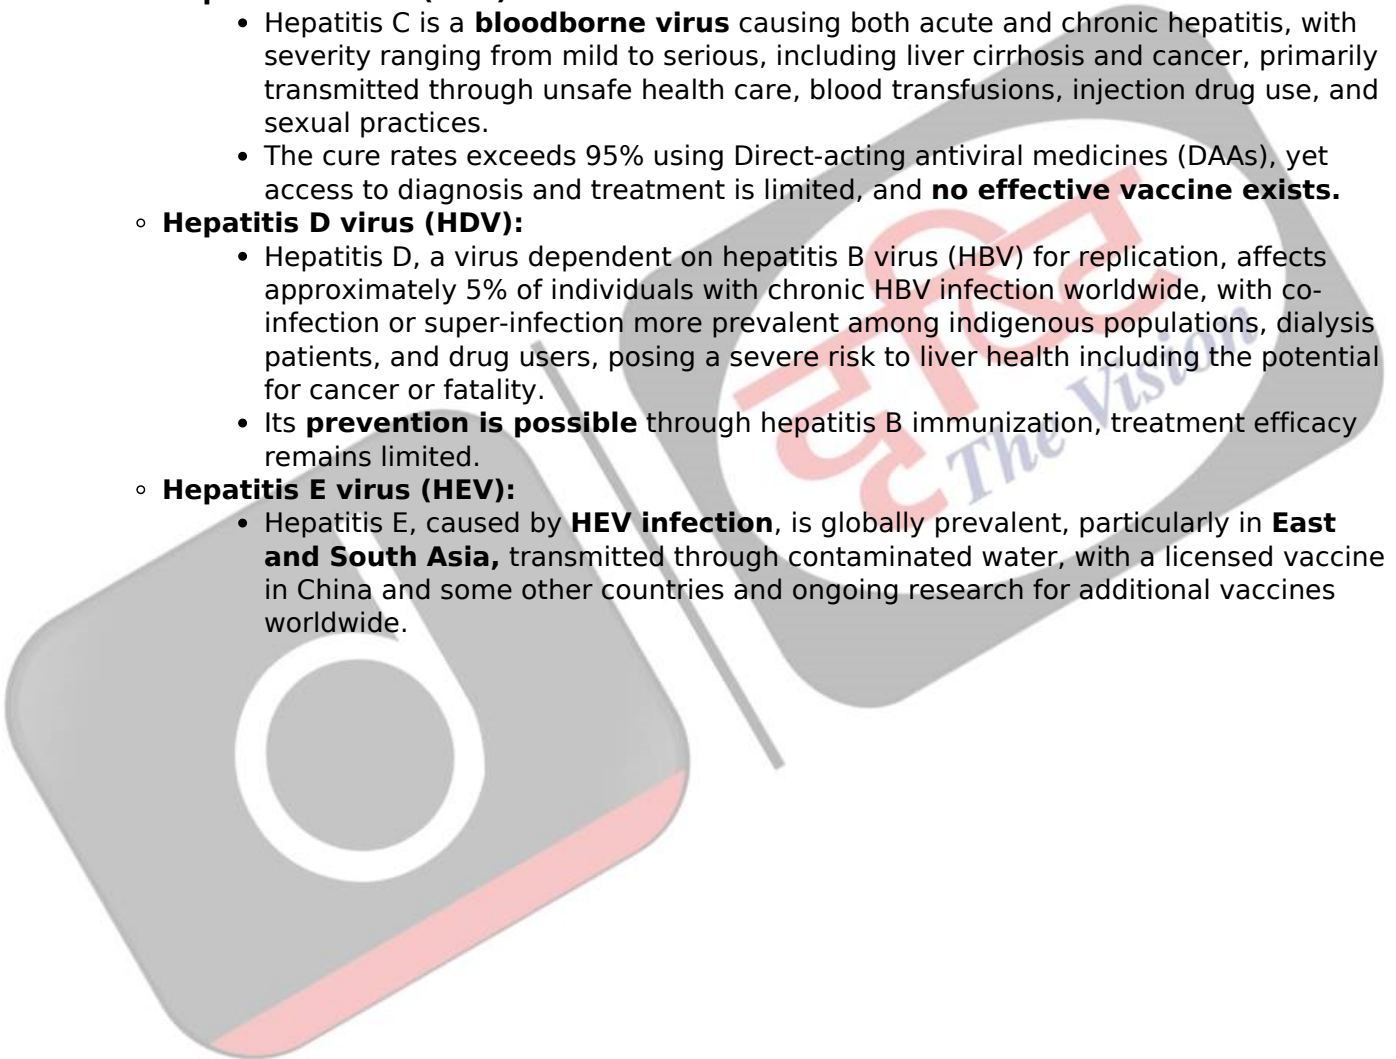 • Hepatitis C is a bloodborne virus causing both acute and chronic hepatitis, with
severity ranging from mild to serious, including liver cirrhosis and cancer, primarily
transmitted through unsafe health care, blood transfusions, injection drug use, and
sexual practices.
• The cure rates exceeds 95% using Direct-acting antiviral medicines (DAAs), yet
access to diagnosis and treatment is limited, and no effective vaccine exists.
◦ Hepatitis D virus (HDV):
• Hepatitis D, a virus dependent on hepatitis B virus (HBV) for replication, affects
approximately 5% of individuals with chronic HBV infection worldwide, with co-
infection or super-infection more prevalent among indigenous populations, dialysis
patients, and drug users, posing a severe risk to liver health including the potential
for cancer or fatality.
• Its prevention is possible through hepatitis B immunization, treatment efficacy
remains limited.
◦ Hepatitis E virus (HEV):
• Hepatitis E, caused by HEV infection, is globally prevalent, particularly in East
and South Asia, transmitted through contaminated water, with a licensed vaccine
in China and some other countries and ongoing research for additional vaccines
worldwide.
दृष्टि
The Vision
d